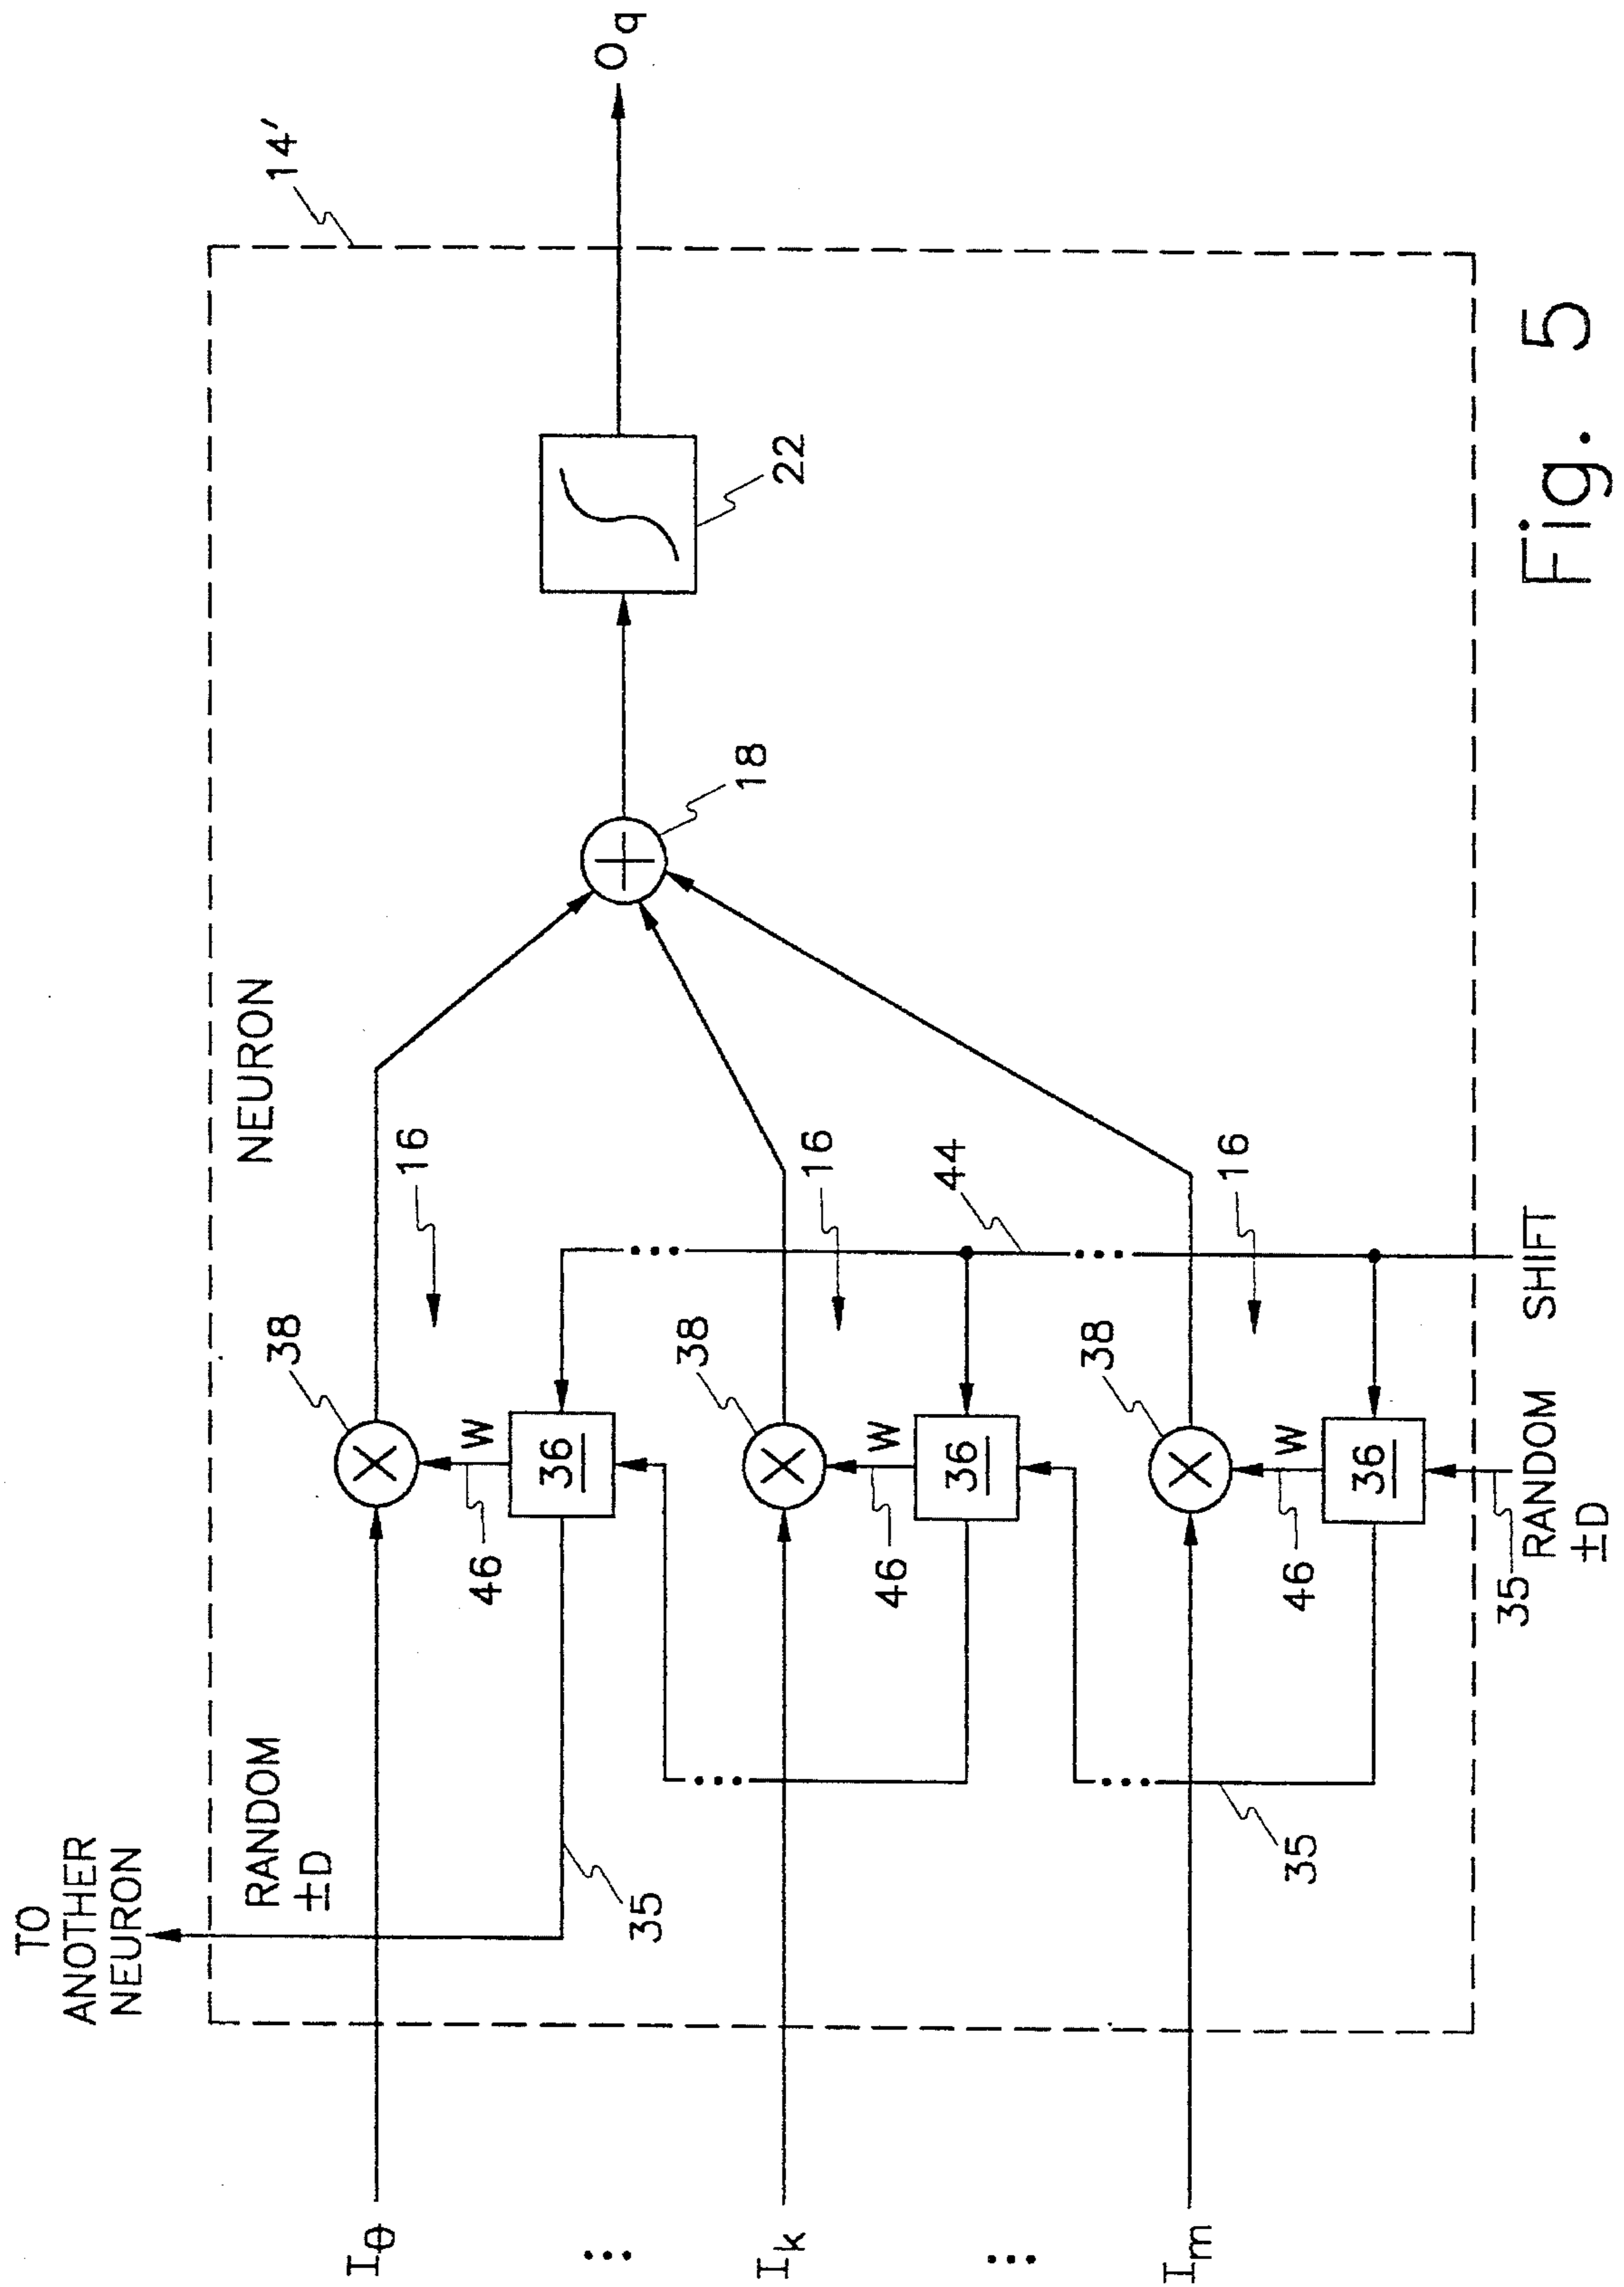 TO
ANOTHER
NEURON
RANDOM
±D
NEURON
14'
I0
38
16
46
W
36
35
18
22
Oq
⋮
Ik
38
16
46
W
36
44
⋮
Im
38
16
46
W
36
35
35
RANDOM
±D
SHIFT
Fig. 5